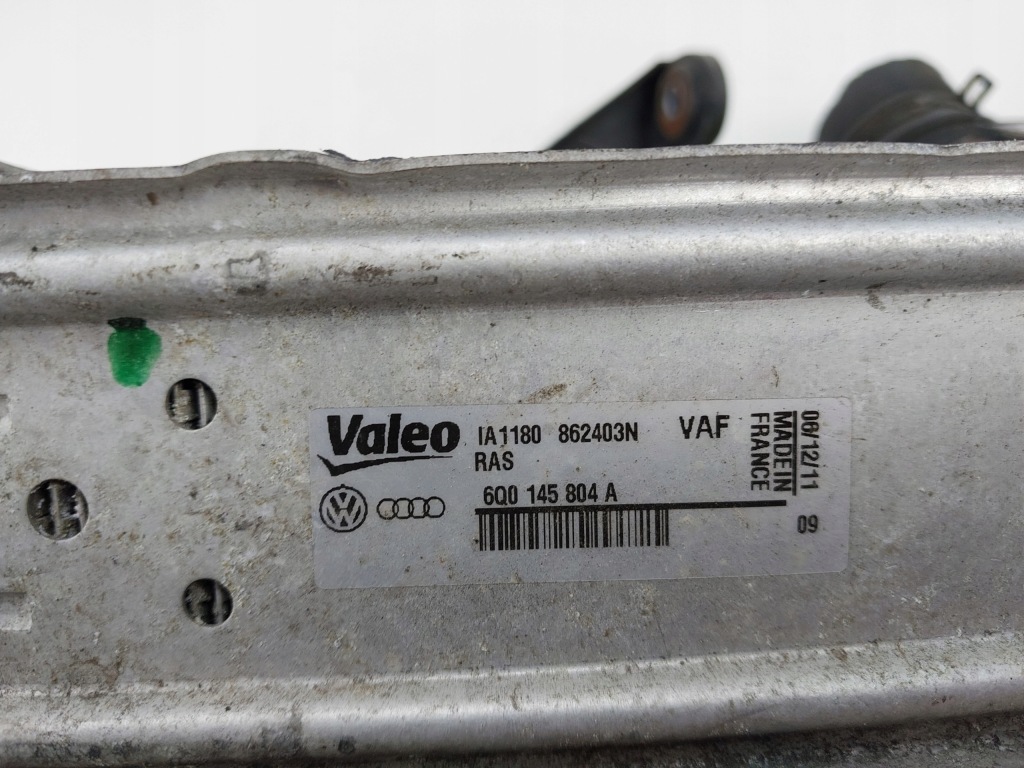 Valeo IA1180 862403N VAF
RAS
6Q0 145 804 A
06/12/11
MADE IN
FRANCE
09